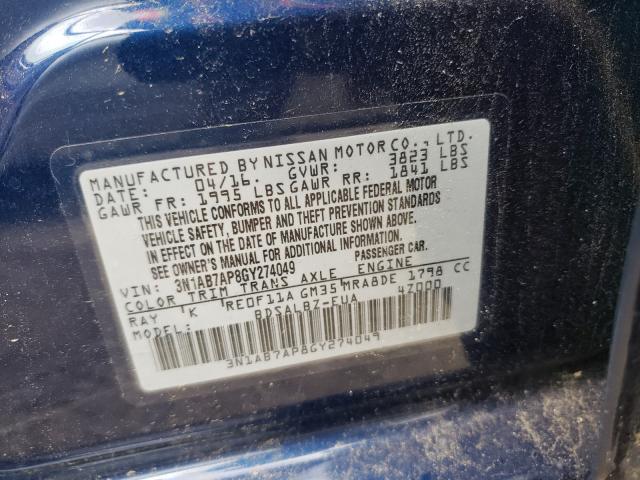 MANUFACTURED BY NISSAN MOTOR CO., LTD.
DATE: 04/16. GVWR: 3823 LBS
GAWR FR: 1995 LBS GAWR RR: 1841 LBS
THIS VEHICLE CONFORMS TO ALL APPLICABLE FEDERAL MOTOR
VEHICLE SAFETY, BUMPER AND THEFT PREVENTION STANDARDS
IN EFFECT ON THE DATE OF MANUFACTURE SHOWN ABOVE.
SEE OWNER'S MANUAL FOR ADDITIONAL INFORMATION.
VIN: 3N1AB7AP8GY274049 PASSENGER CAR.
COLOR TRIM TRANS AXLE ENGINE
RAY K RE0F11A GM35 MRA8DE 1798 CC
MODEL: BDSALBZ-EUA 47000
3N1AB7AP8GY274049